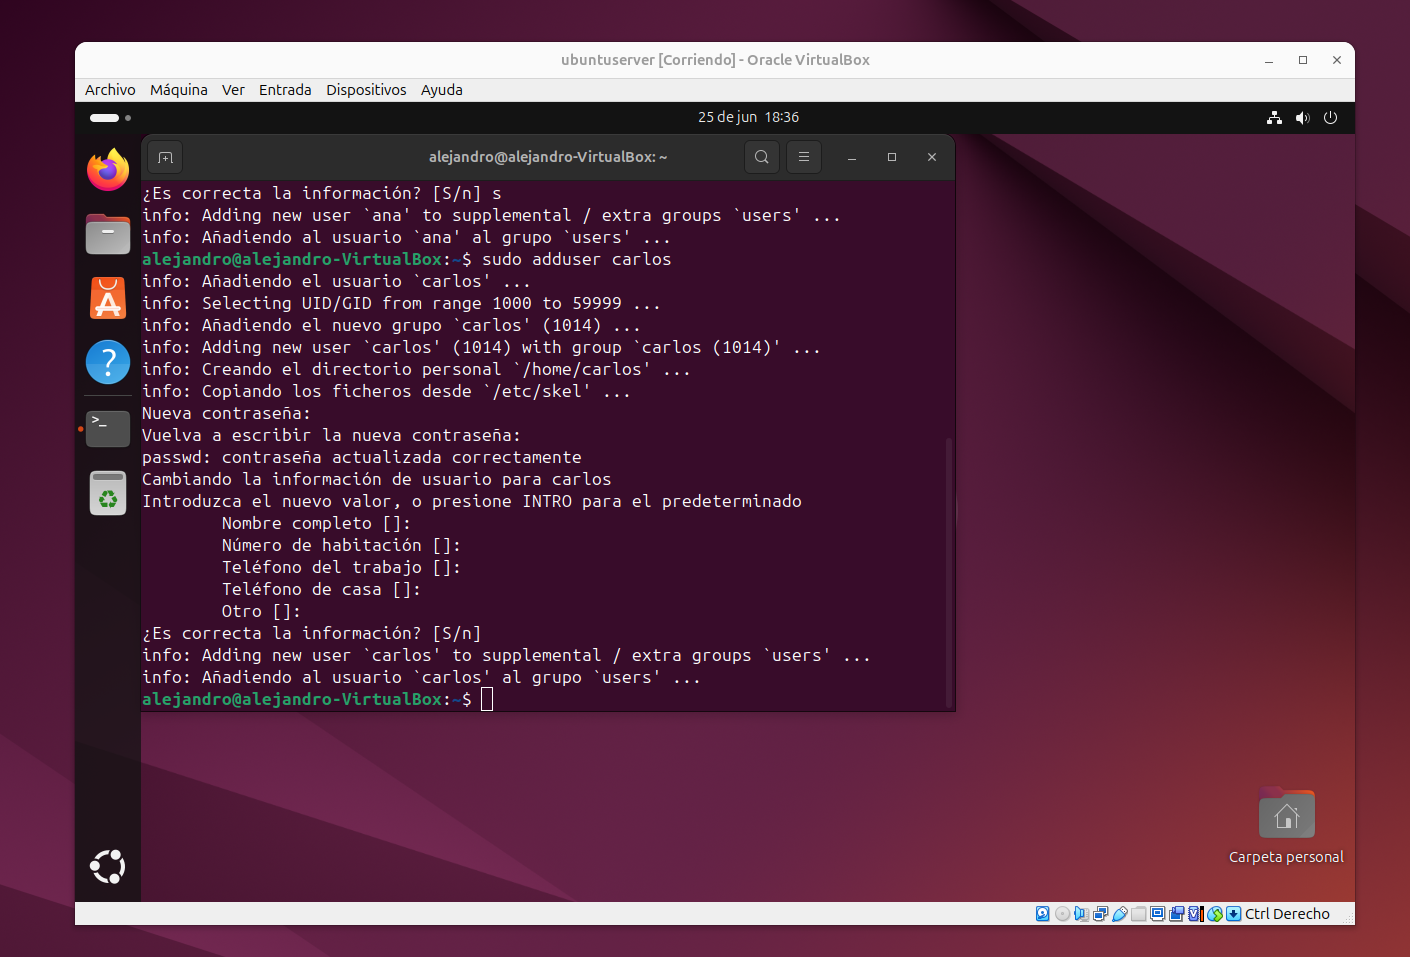 ubuntuserver [Corriendo] - Oracle VirtualBox
Archivo Máquina Ver Entrada Dispositivos Ayuda
25 de jun 18:36
alejandro@alejandro-VirtualBox: ~
¿Es correcta la información? [S/n] s
info: Adding new user `ana' to supplemental / extra groups `users' ...
info: Añadiendo al usuario `ana' al grupo `users' ...
alejandro@alejandro-VirtualBox:~$ sudo adduser carlos
info: Añadiendo el usuario `carlos' ...
info: Selecting UID/GID from range 1000 to 59999 ...
info: Añadiendo el nuevo grupo `carlos' (1014) ...
info: Adding new user `carlos' (1014) with group `carlos (1014)' ...
info: Creando el directorio personal `/home/carlos' ...
info: Copiando los ficheros desde `/etc/skel' ...
Nueva contraseña:
Vuelva a escribir la nueva contraseña:
passwd: contraseña actualizada correctamente
Cambiando la información de usuario para carlos
Introduzca el nuevo valor, o presione INTRO para el predeterminado
Nombre completo []:
Número de habitación []:
Teléfono del trabajo []:
Teléfono de casa []:
Otro []:
¿Es correcta la información? [S/n]
info: Adding new user `carlos' to supplemental / extra groups `users' ...
info: Añadiendo al usuario `carlos' al grupo `users' ...
alejandro@alejandro-VirtualBox:~$
Carpeta personal
Ctrl Derecho